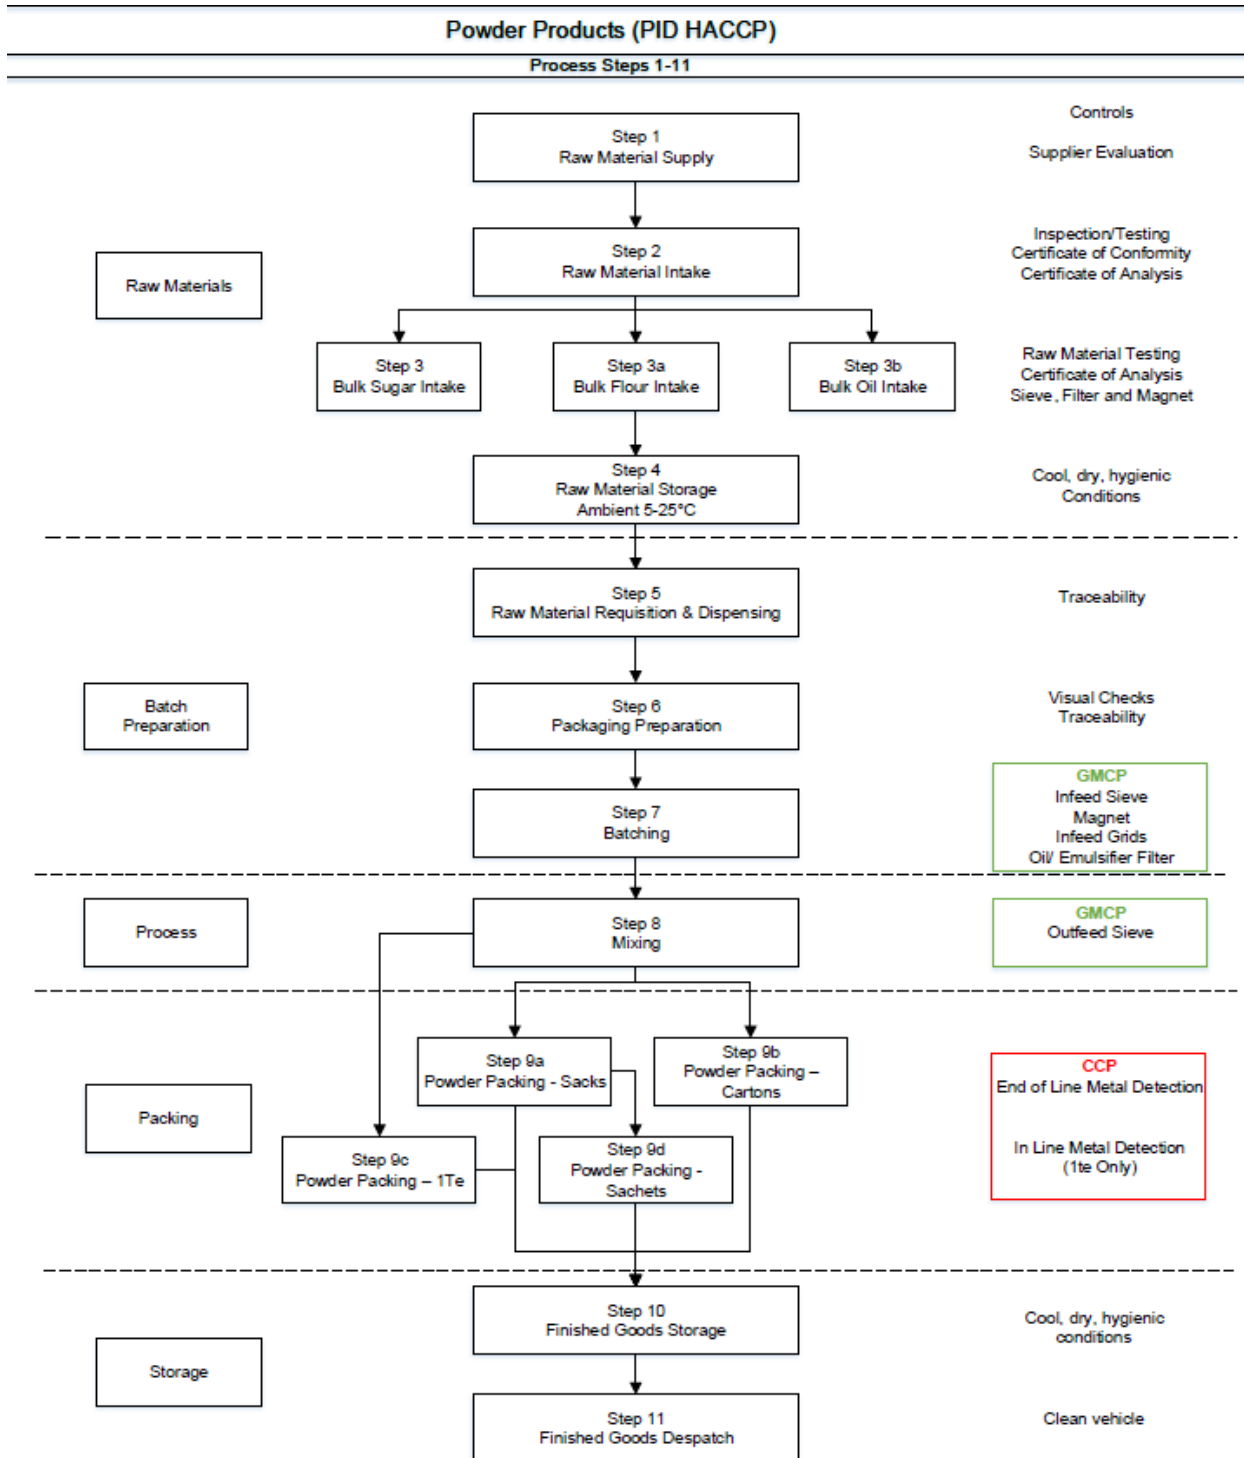 Powder Products (PID HACCP)
Process Steps 1-11
Controls
Step 1
Raw Material Supply
Supplier Evaluation
Raw Materials
Step 2
Raw Material Intake
Inspection/Testing
Certificate of Conformity
Certificate of Analysis
Step 3
Bulk Sugar Intake
Step 3a
Bulk Flour Intake
Step 3b
Bulk Oil Intake
Raw Material Testing
Certificate of Analysis
Sieve, Filter and Magnet
Step 4
Raw Material Storage
Ambient 5-25°C
Cool, dry, hygienic
Conditions
Step 5
Raw Material Requisition & Dispensing
Traceability
Batch
Preparation
Step 6
Packaging Preparation
Visual Checks
Traceability
Step 7
Batching
GMCP
Infeed Sieve
Magnet
Infeed Grids
Oil/ Emulsifier Filter
Process
Step 8
Mixing
GMCP
Outfeed Sieve
Packing
Step 9a
Powder Packing - Sacks
Step 9b
Powder Packing –
Cartons
Step 9c
Powder Packing – 1Te
Step 9d
Powder Packing -
Sachets
CCP
End of Line Metal Detection
In Line Metal Detection
(1te Only)
Storage
Step 10
Finished Goods Storage
Cool, dry, hygienic
conditions
Step 11
Finished Goods Despatch
Clean vehicle